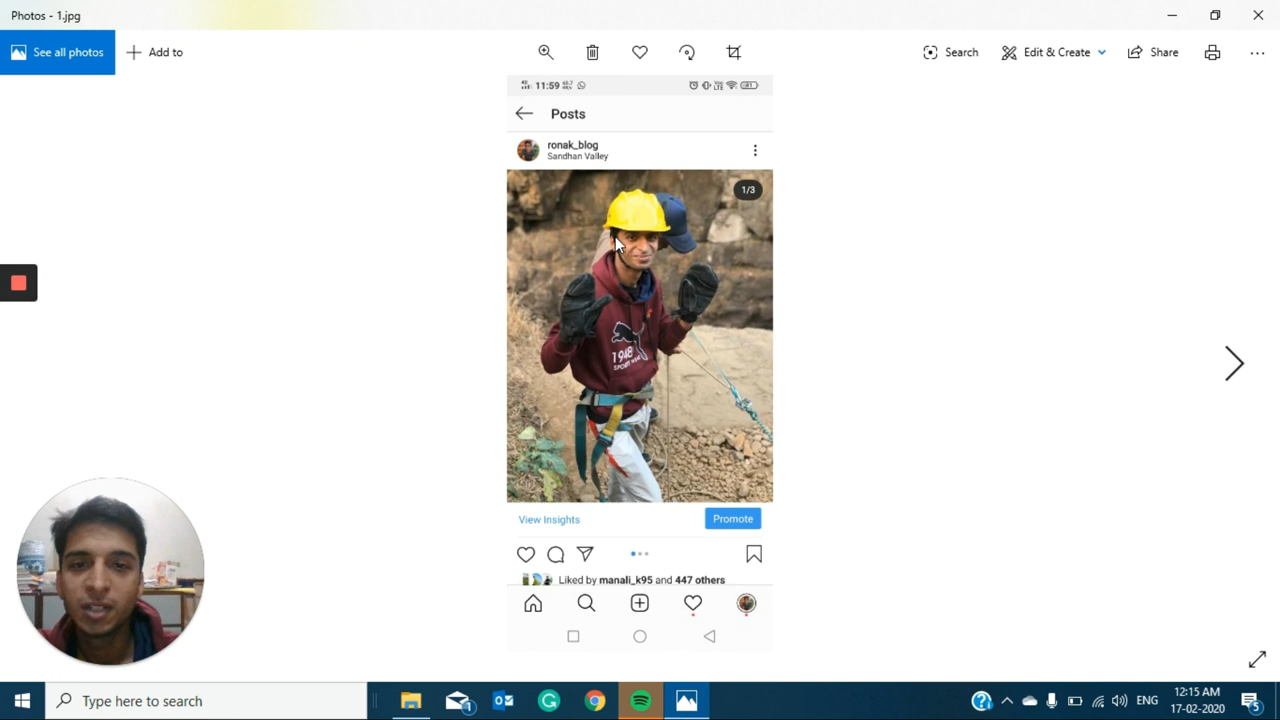 Photos - 1.jpg
See all photos
Add to
Search
Edit & Create
Share
11:59
Posts
ronak_blog
Sandhan Valley
1/3
1948
View Insights
Promote
Liked by manali_k95 and 447 others
Type here to search
1
ENG
12:15 AM
17-02-2020
5